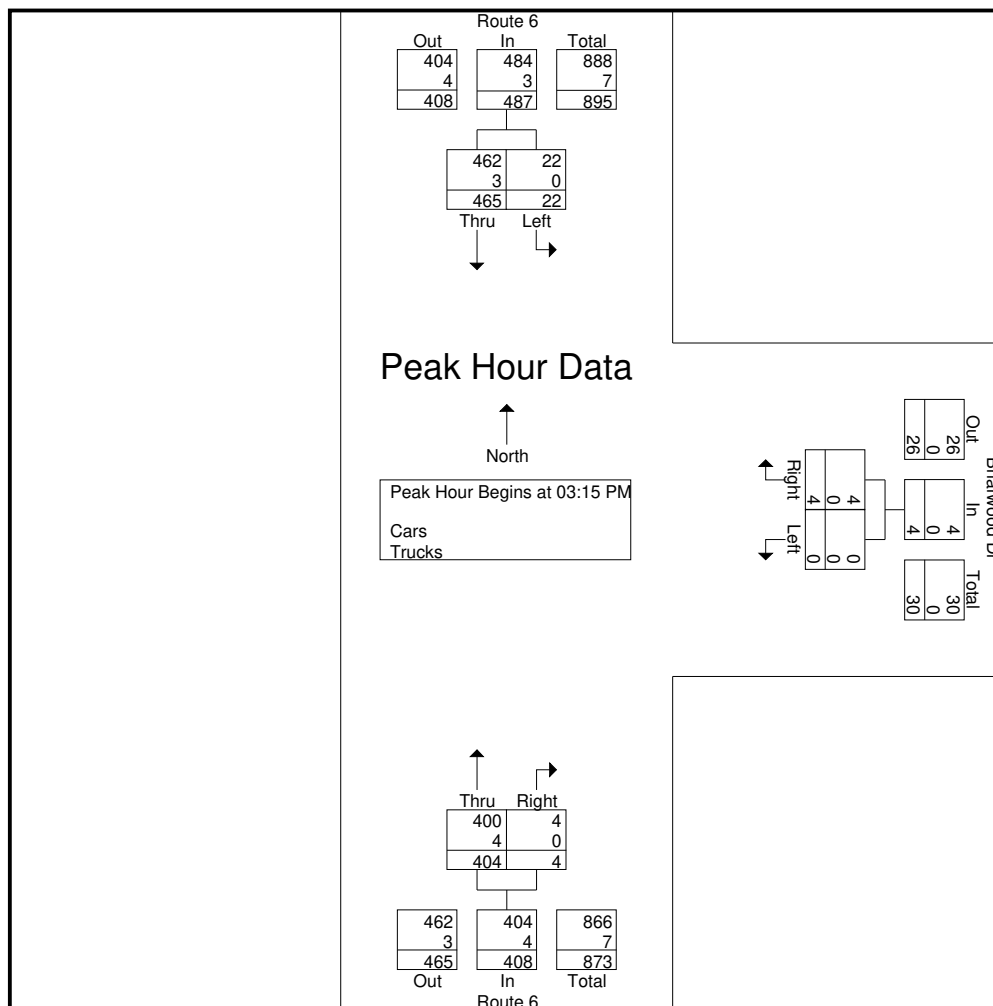 Route 6
Out In Total
404 484 888
4 3 7
408 487 895
462 22
3 0
465 22
Thru Left
Peak Hour Data
North
Peak Hour Begins at 03:15 PM
Cars
Trucks
Right Left
4 0
0 0
4 0
Out In Total
26 4 30
0 0 0
26 4 30
Thru Right
400 4
4 0
404 4
462 404 866
3 4 7
465 408 873
Out In Total
Route 6